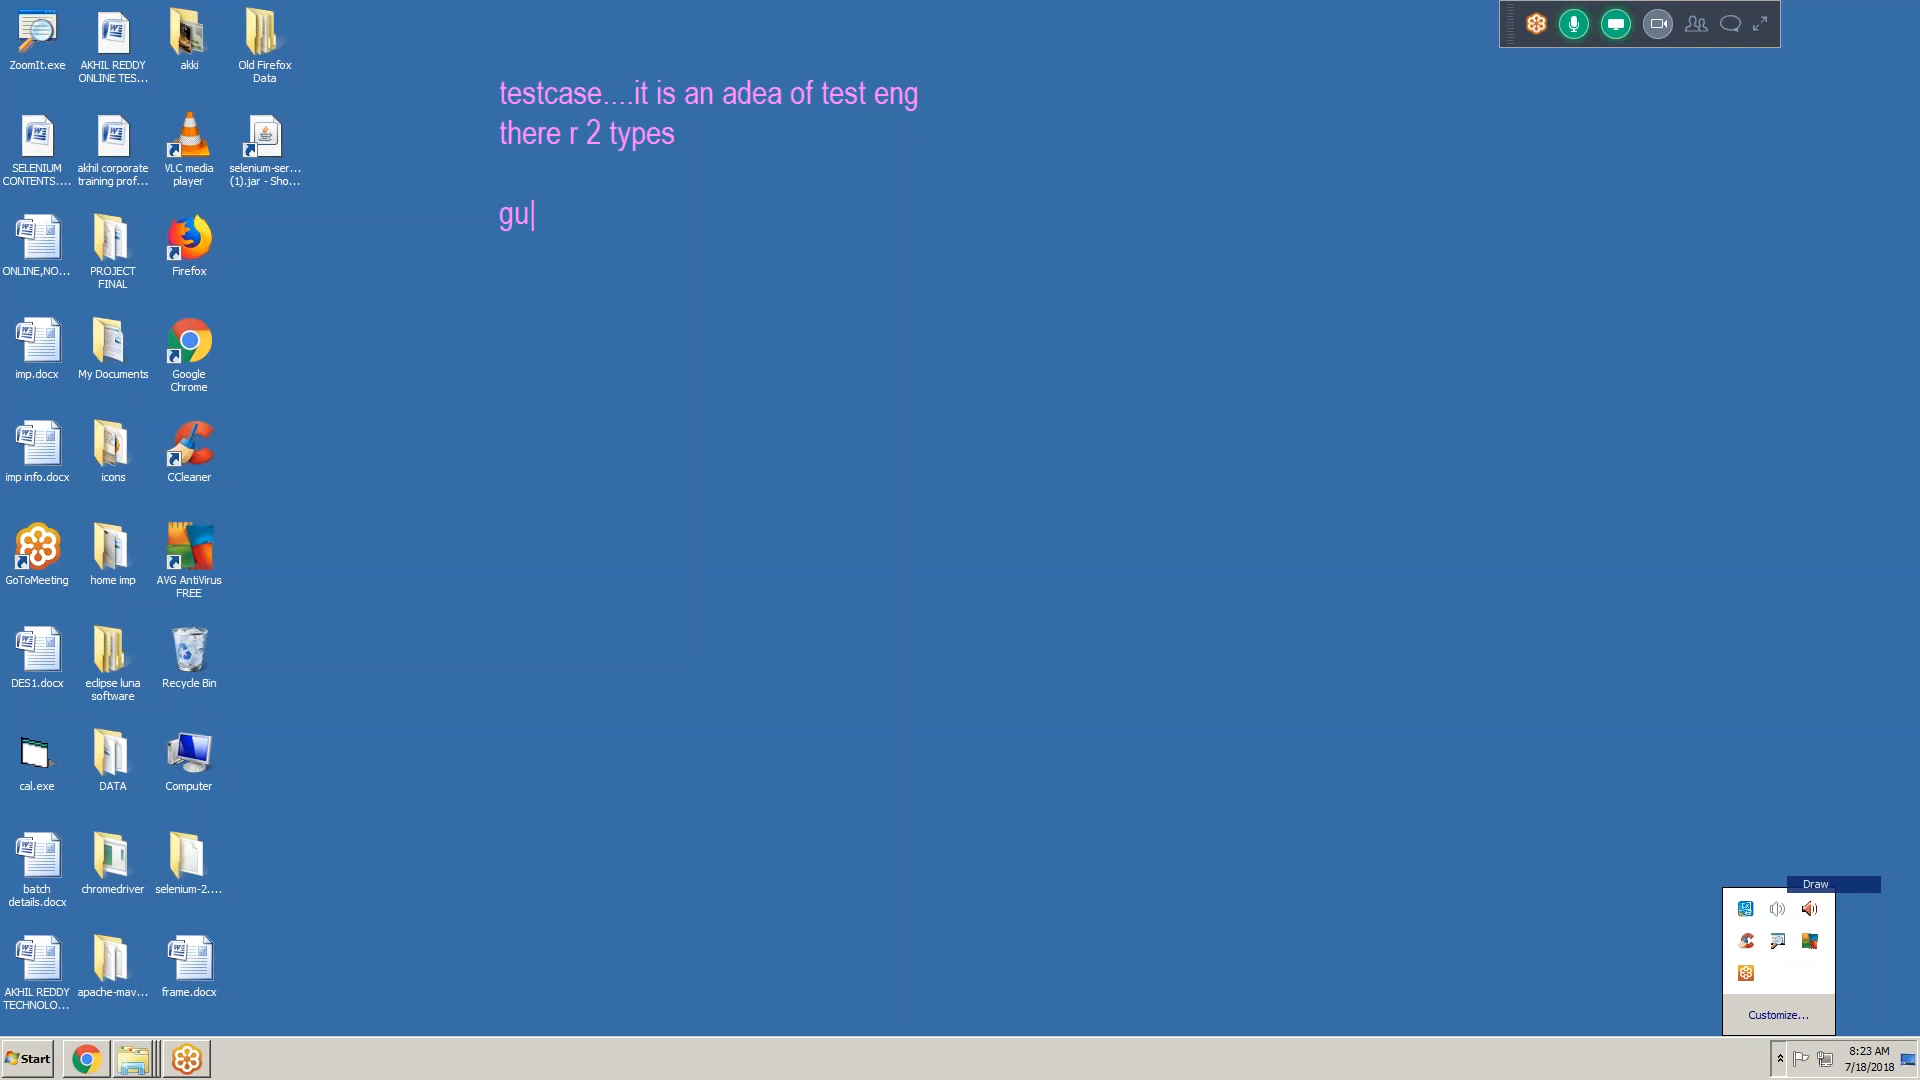 testcase....it is an adea of test eng
there r 2 types
gu
ZoomIt.exe
AKHIL REDDY
ONLINE TES...
akki
Old Firefox
Data
SELENIUM
CONTENTS....
akhil corporate
training prof...
VLC media
player
selenium-ser...
(1).jar - Sho...
ONLINE,NO...
PROJECT
FINAL
Firefox
imp.docx
My Documents
Google
Chrome
imp info.docx
icons
CCleaner
GoToMeeting
home imp
AVG AntiVirus
FREE
DES1.docx
eclipse luna
software
Recycle Bin
cal.exe
DATA
Computer
batch
details.docx
chromedriver
selenium-2....
AKHIL REDDY
TECHNOLO...
apache-mav...
frame.docx
Draw
Customize...
Start
8:23 AM
7/18/2018